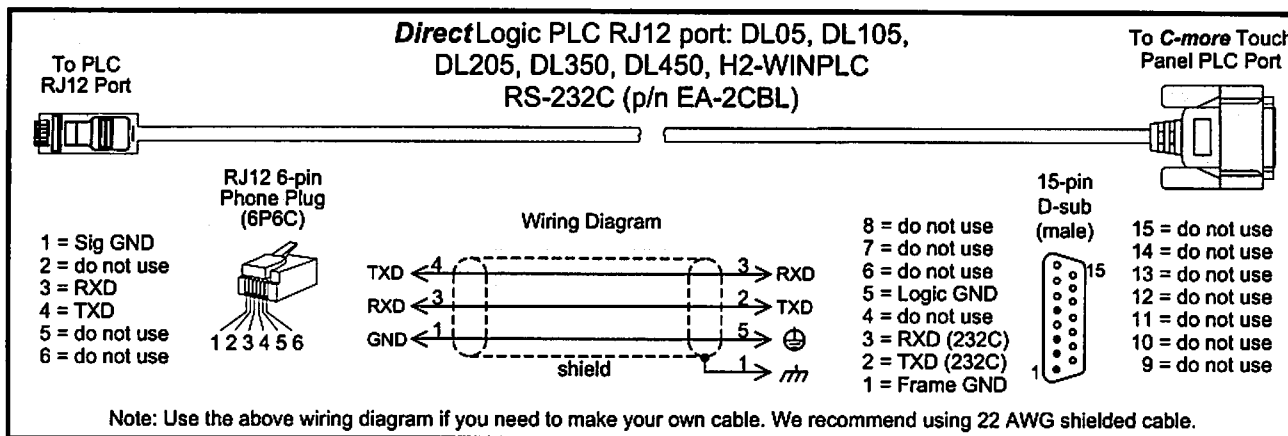 DirectLogic PLC RJ12 port: DL05, DL105,
DL205, DL350, DL450, H2-WINPLC
RS-232C (p/n EA-2CBL)
To PLC
RJ12 Port
To C-more Touch
Panel PLC Port
RJ12 6-pin
Phone Plug
(6P6C)
1 = Sig GND
2 = do not use
3 = RXD
4 = TXD
5 = do not use
6 = do not use
1 2 3 4 5 6
Wiring Diagram
TXD 4 3 RXD
RXD 3 2 TXD
GND 1 5
shield 1
8 = do not use
7 = do not use
6 = do not use
5 = Logic GND
4 = do not use
3 = RXD (232C)
2 = TXD (232C)
1 = Frame GND
15-pin
D-sub
(male)
15
1
15 = do not use
14 = do not use
13 = do not use
12 = do not use
11 = do not use
10 = do not use
9 = do not use
Note: Use the above wiring diagram if you need to make your own cable. We recommend using 22 AWG shielded cable.